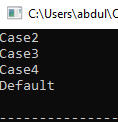 C:\Users\abdul\
Case2
Case3
Case4
Default
--------------